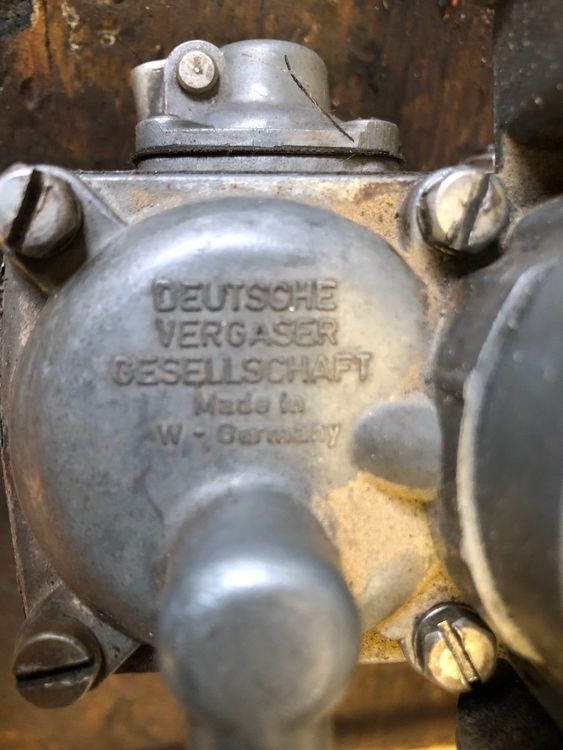 DEUTSCHE
VERGASER
GESELLSCHAFT
Made in
W - Germany